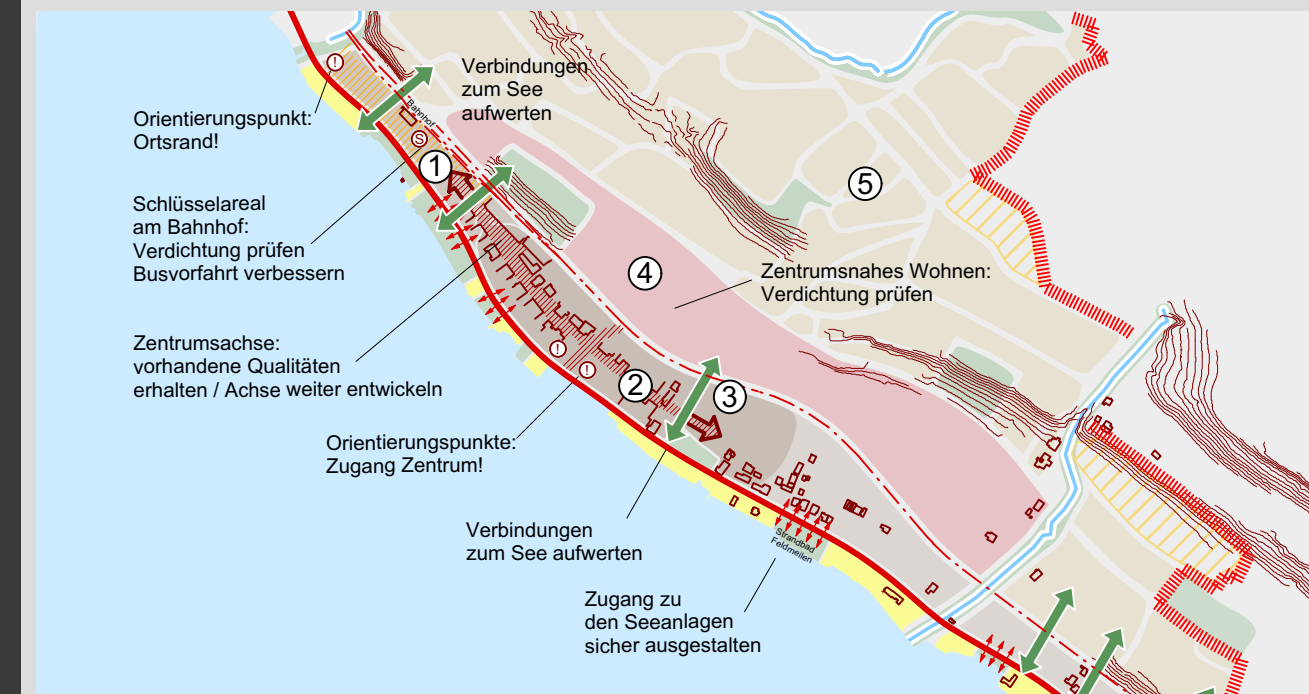 Verbindungen
zum See
aufwerten
Orientierungspunkt:
Ortsrand!
!
Bahnhof
S
1
5
Schlüsselareal
am Bahnhof:
Verdichtung prüfen
Busvorfahrt verbessern
4
Zentrumsnahes Wohnen:
Verdichtung prüfen
Zentrumsachse:
vorhandene Qualitäten
erhalten / Achse weiter entwickeln
!
!
2
3
Orientierungspunkte:
Zugang Zentrum!
Verbindungen
zum See aufwerten
Strandbad
Feldmeilen
Zugang zu
den Seeanlagen
sicher ausgestalten